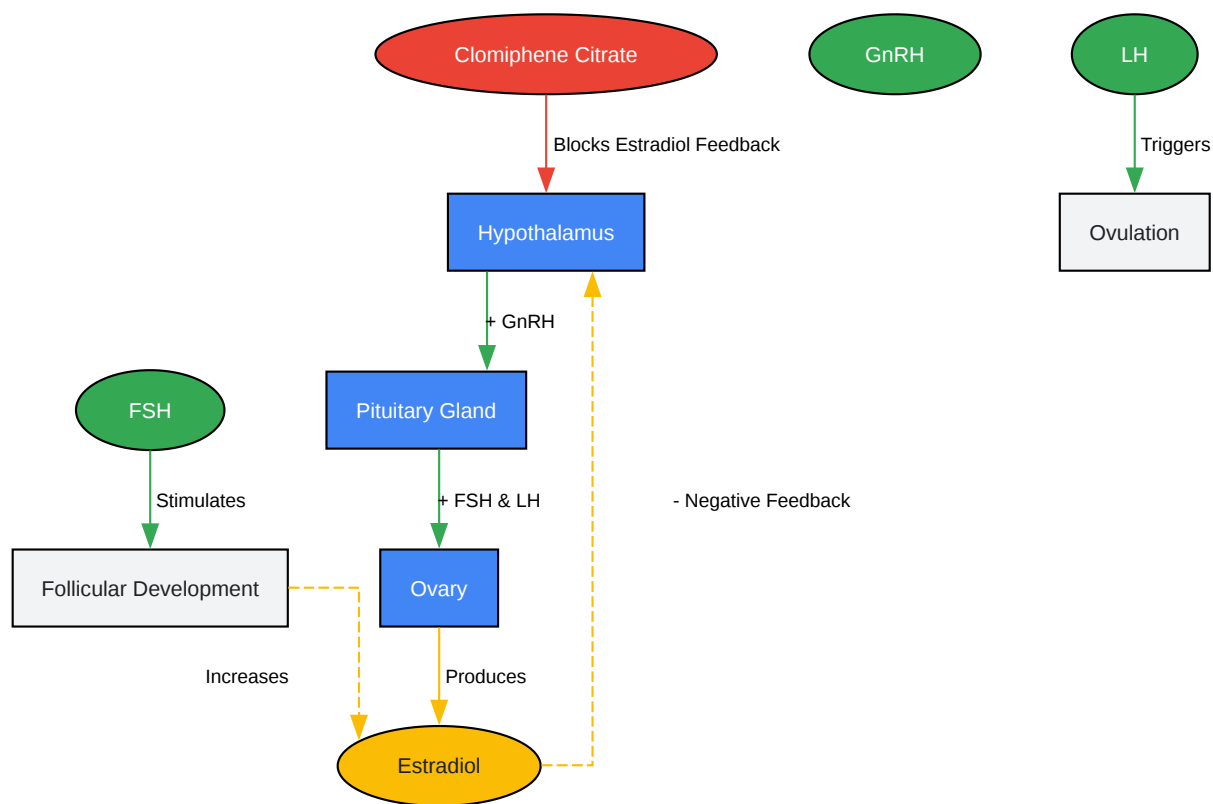 Clomiphene Citrate
GnRH
LH
Blocks Estradiol Feedback
Triggers
Hypothalamus
Ovulation
+ GnRH
FSH
Pituitary Gland
Stimulates
+ FSH & LH
- Negative Feedback
Follicular Development
Ovary
Increases
Produces
Estradiol